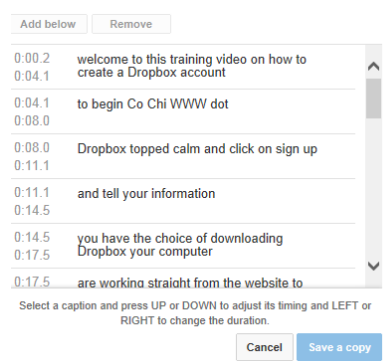 Add below Remove
0:00.2 welcome to this training video on how to
0:04.1 create a Dropbox account
0:04.1 to begin Co Chi WWW dot
0:08.0
0:08.0 Dropbox topped calm and click on sign up
0:11.1
0:11.1 and tell your information
0:14.5
0:14.5 you have the choice of downloading
0:17.5 Dropbox your computer
0:17.5 are working straight from the website to
Select a caption and press UP or DOWN to adjust its timing and LEFT or
RIGHT to change the duration.
Cancel Save a copy